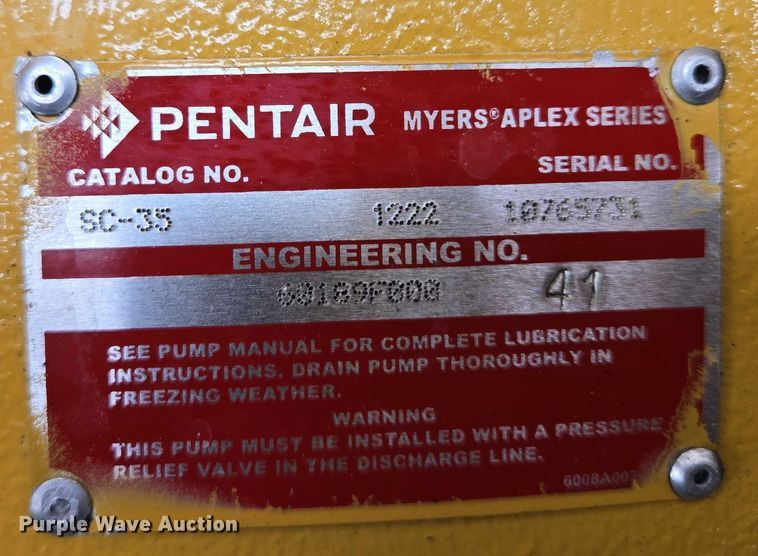 PENTAIR MYERS® APLEX SERIES
CATALOG NO. SERIAL NO. 1
SC-35 1222 10765731
ENGINEERING NO.
60189F000 41
SEE PUMP MANUAL FOR COMPLETE LUBRICATION
INSTRUCTIONS. DRAIN PUMP THOROUGHLY IN
FREEZING WEATHER.
WARNING
THIS PUMP MUST BE INSTALLED WITH A PRESSURE
RELIEF VALVE IN THE DISCHARGE LINE.
Purple Wave Auction